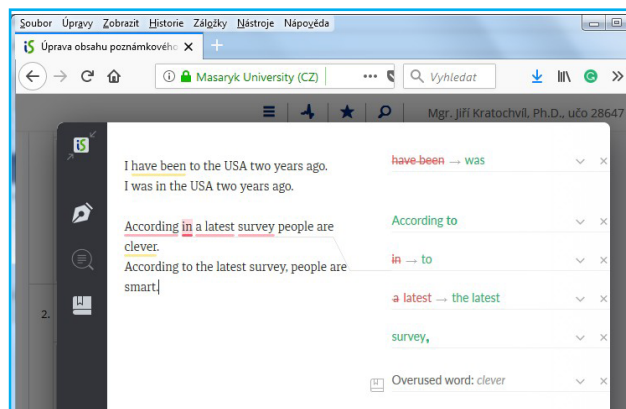 Soubor Úpravy Zobrazit Historie Záložky Nástroje Nápověda
iS Úprava obsahu poznámkového
Masaryk University (CZ) Vyhledat
Mgr. Jiří Kratochvíl, Ph.D., učo 28647
iS
I have been to the USA two years ago. have been → was
I was in the USA two years ago.
According in a latest survey people are According to
clever.
According to the latest survey, people are in → to
smart.
a latest → the latest
2.
survey,
Overused word: clever